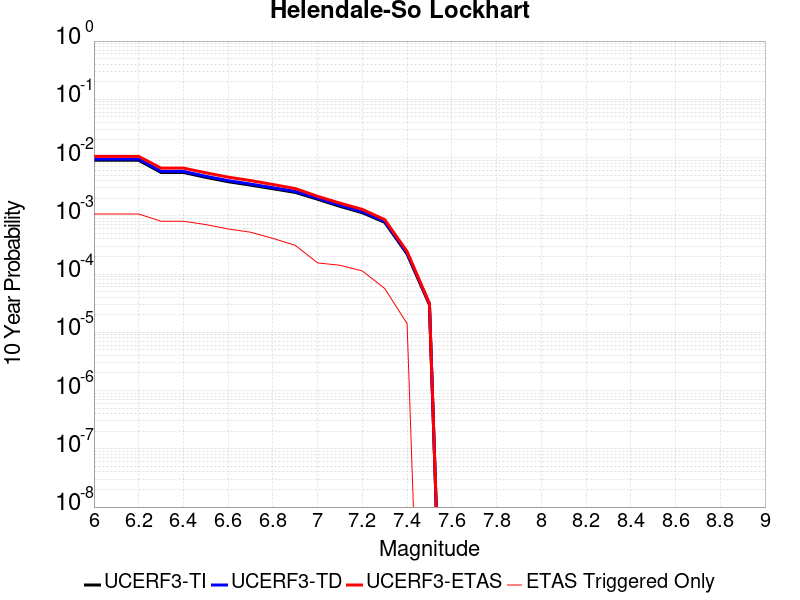 Helendale-So Lockhart
10 0
10 -1
10 -2
10 -3
10 -4
10 -5
10 -6
10 -7
10 -8
10 Year Probability
6 6.2 6.4 6.6 6.8 7 7.2 7.4 7.6 7.8 8 8.2 8.4 8.6 8.8 9
Magnitude
UCERF3-TI UCERF3-TD UCERF3-ETAS ETAS Triggered Only